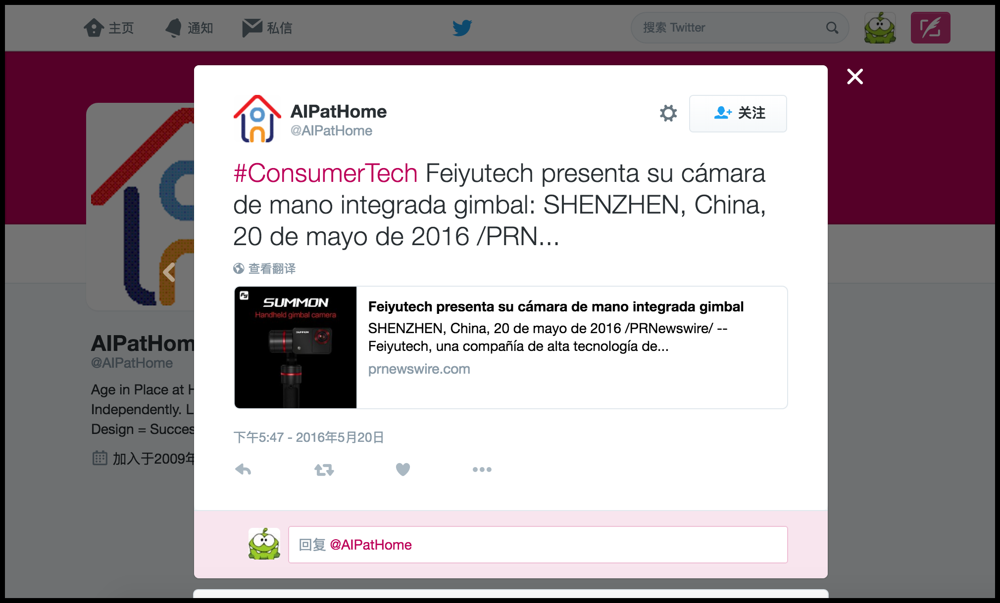 主页
通知
私信
搜索 Twitter
AIPatHome
@AIPatHome
关注
#ConsumerTech Feiyutech presenta su cámara
de mano integrada gimbal: SHENZHEN, China,
20 de mayo de 2016 /PRN...
查看翻译
Fy
SUMMON
Handheld gimbal camera
SUMMON
Feiyutech presenta su cámara de mano integrada gimbal
SHENZHEN, China, 20 de mayo de 2016 /PRNewswire/ --
Feiyutech, una compañía de alta tecnología de...
prnewswire.com
下午5:47 - 2016年5月20日
回复 @AIPatHome
AIPatHom
@AIPatHome
Age in Place at H
Independently. L
Design = Succes
加入于2009年